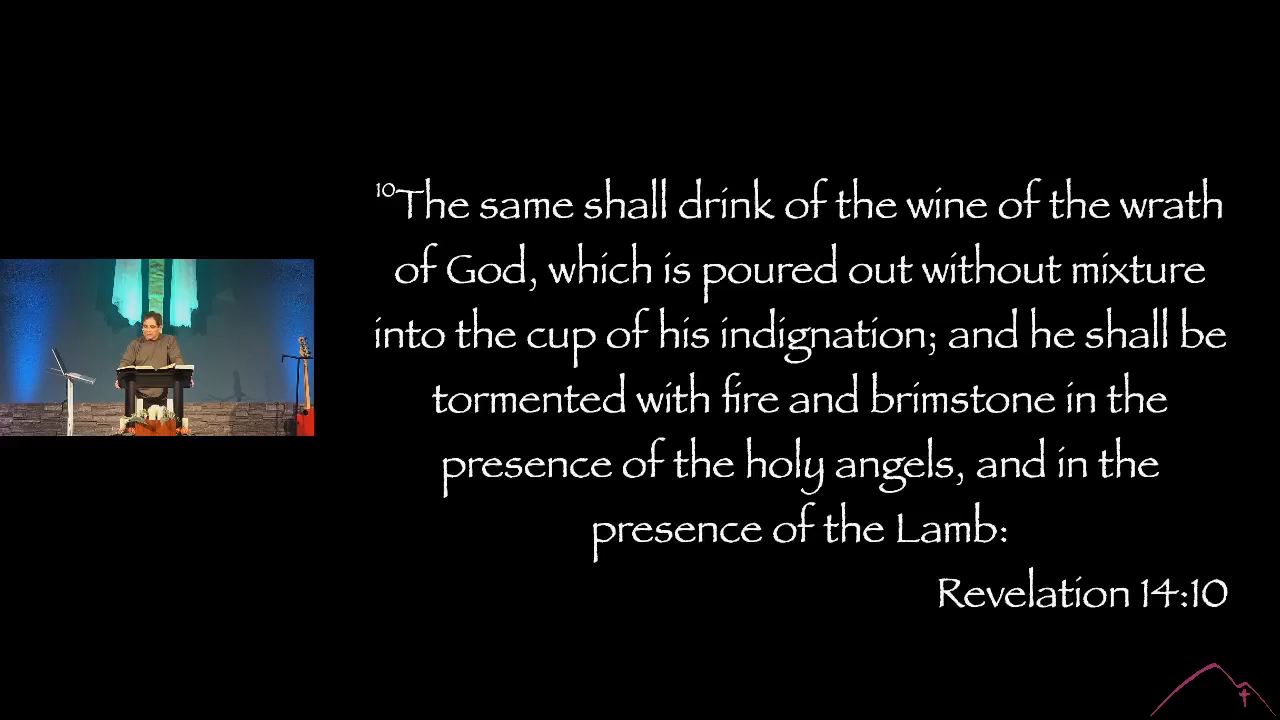 10The same shall drink of the wine of the wrath
of God, which is poured out without mixture
into the cup of his indignation; and he shall be
tormented with fire and brimstone in the
presence of the holy angels, and in the
presence of the Lamb:
Revelation 14:10